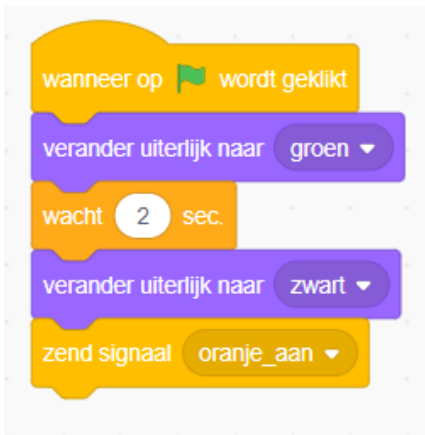 wanneer op wordt geklikt
verander uiterlijk naar groen
wacht 2 sec.
verander uiterlijk naar zwart
zend signaal oranje_aan